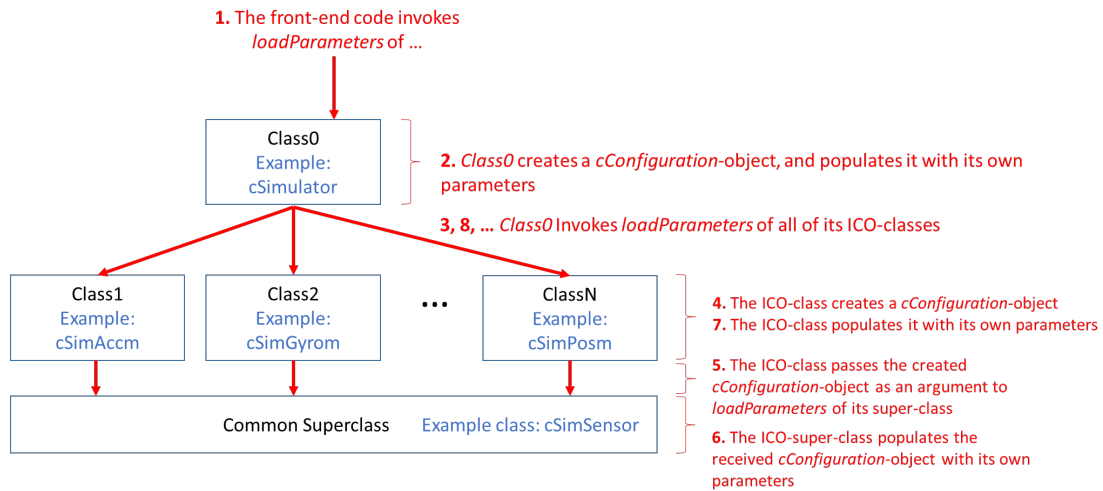 1. The front-end code invokes
loadParameters of …
Class0
Example:
cSimulator
2. Class0 creates a cConfiguration-object, and populates it with its own
parameters
3, 8, … Class0 Invokes loadParameters of all of its ICO-classes
Class1
Example:
cSimAccm
Class2
Example:
cSimGyrom
...
ClassN
Example:
cSimPosm
4. The ICO-class creates a cConfiguration-object
7. The ICO-class populates it with its own parameters
5. The ICO-class passes the created
cConfiguration-object as an argument to
loadParameters of its super-class
Common Superclass Example class: cSimSensor
6. The ICO-super-class populates the
received cConfiguration-object with its own
parameters